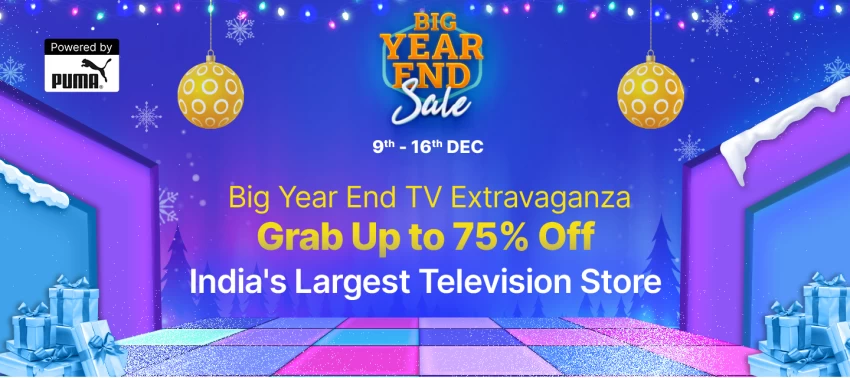 Powered by
PUMA
BIG
YEAR
END
Sale
9th - 16th DEC
Big Year End TV Extravaganza
Grab Up to 75% Off
India's Largest Television Store